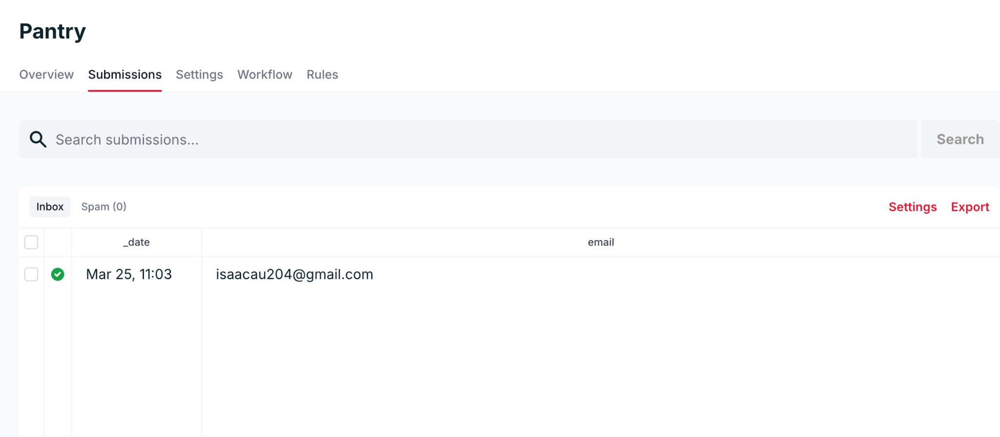 Pantry
Overview Submissions Settings Workflow Rules
Search submissions... Search
Inbox Spam (0) Settings Export
_date email
Mar 25, 11:03 isaacau204@gmail.com